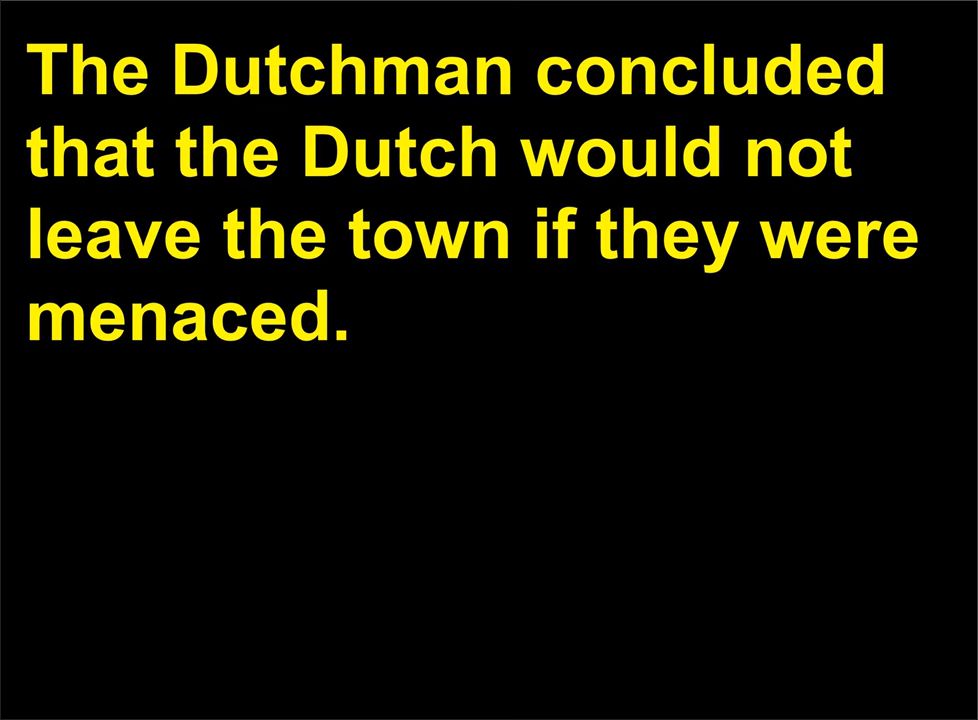 The Dutchman concluded
that the Dutch would not
leave the town if they were
menaced.